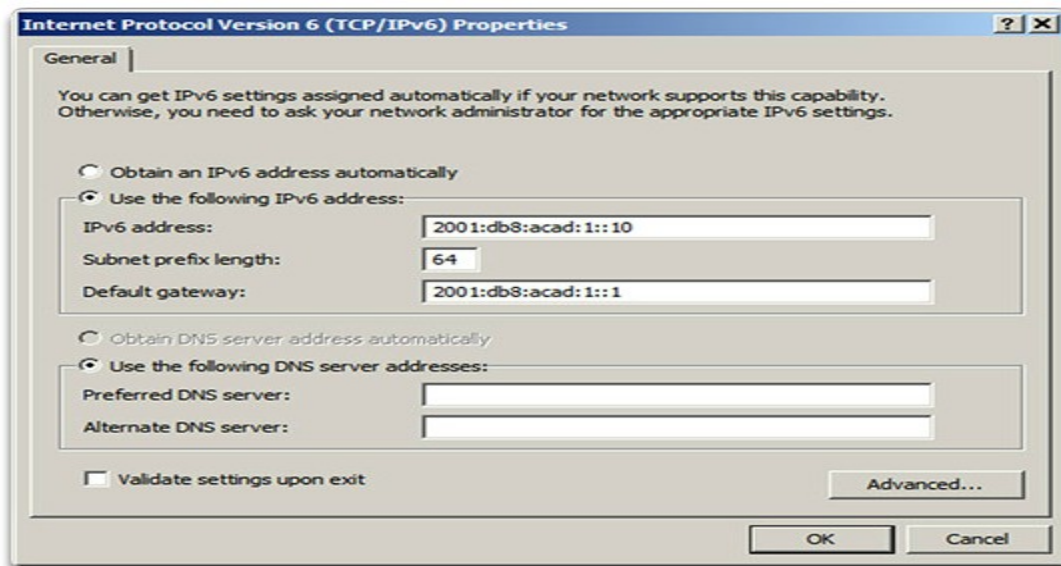 Internet Protocol Version 6 (TCP/IPv6) Properties
General
You can get IPv6 settings assigned automatically if your network supports this capability.
Otherwise, you need to ask your network administrator for the appropriate IPv6 settings.
Obtain an IPv6 address automatically
Use the following IPv6 address:
IPv6 address: 2001:db8:acad:1::10
Subnet prefix length: 64
Default gateway: 2001:db8:acad:1::1
Obtain DNS server address automatically
Use the following DNS server addresses:
Preferred DNS server:
Alternate DNS server:
Validate settings upon exit
Advanced...
OK Cancel